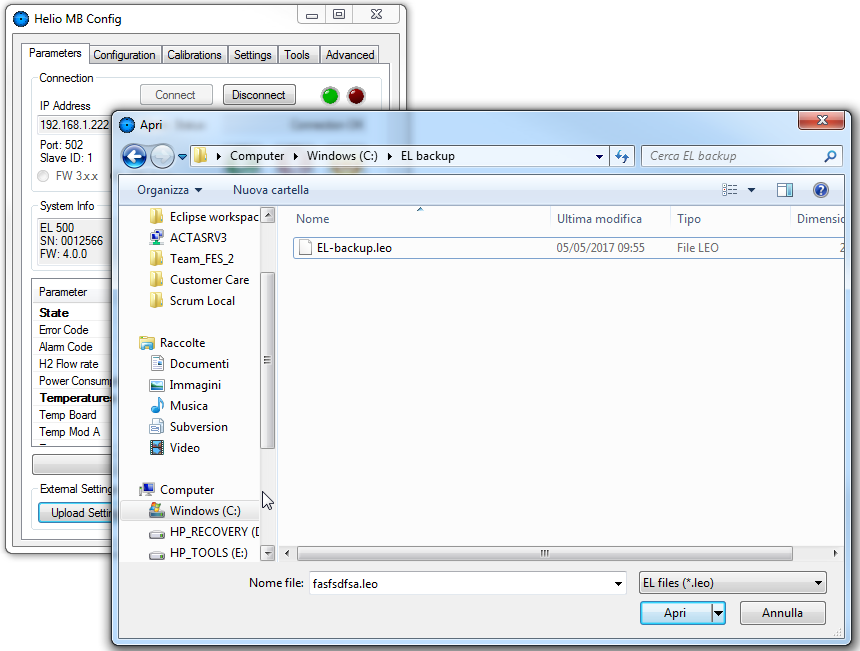 Helio MB Config
Parameters Configuration Calibrations Settings Tools Advanced
Connection
Connect Disconnect
IP Address
192.168.1.222
Port: 502
Slave ID: 1
FW 3.x.x
System Info
EL 500
SN: 0012566
FW: 4.0.0
Parameter
State
Error Code
Alarm Code
H2 Flow rate
Power Consum
Temperature
Temp Board
Temp Mod A
External Setting
Upload Setti
Apri
Computer Windows (C:) EL backup
Cerca EL backup
Organizza Nuova cartella
Eclipse workspac
ACTASRV3
Team_FES_2
Customer Care
Scrum Local
Raccolte
Documenti
Immagini
Musica
Subversion
Video
Computer
Windows (C:)
HP_RECOVERY (D
HP_TOOLS (E:)
Nome Ultima modifica Tipo Dimensio
EL-backup.leo 05/05/2017 09:55 File LEO 2
Nome file: fasfsdfsa.leo EL files (*.leo)
Apri Annulla